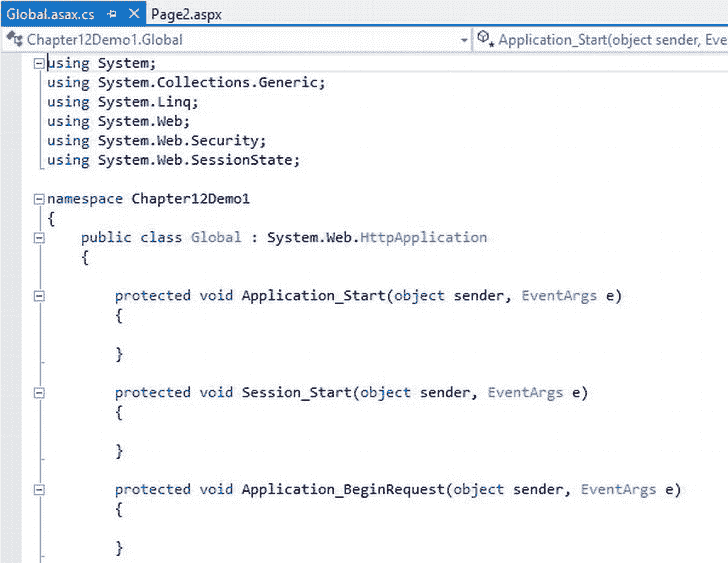 Global.asax.cs Page2.aspx
Chapter12Demo1.Global Application_Start(object sender, Eve
using System;
using System.Collections.Generic;
using System.Linq;
using System.Web;
using System.Web.Security;
using System.Web.SessionState;
namespace Chapter12Demo1
{
public class Global : System.Web.HttpApplication
{
protected void Application_Start(object sender, EventArgs e)
{
}
protected void Session_Start(object sender, EventArgs e)
{
}
protected void Application_BeginRequest(object sender, EventArgs e)
{
}